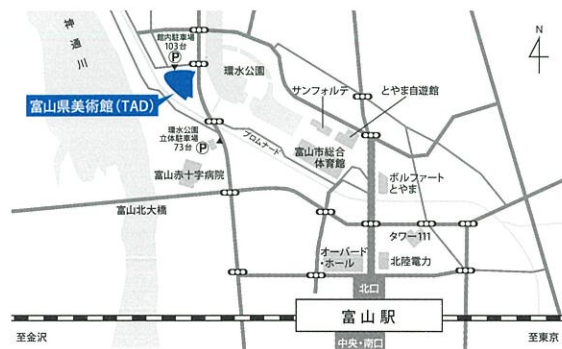 館内駐車場
103台
P
常願川
環水公園
サンフォルテ
とやま自遊館
N
富山県美術館(TAD)
環水公園
立体駐車場
73台
P
ブロムナード
富山市総合
体育館
富山赤十字病院
ボルファート
とやま
富山北大橋
タワー111
オーバード
・ホール
北陸電力
北口
富山駅
至金沢
中央・南口
至東京